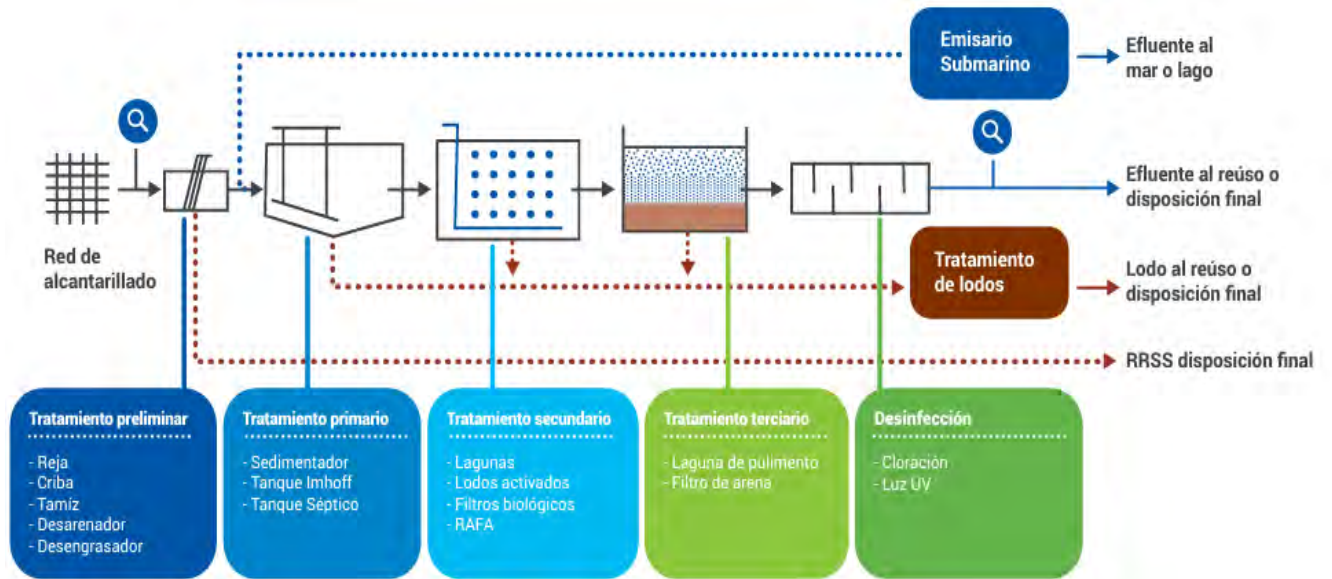 Emisario
Submarino
Efluente al
mar o lago
Red de
alcantarillado
Efluente al reúso o
disposición final
Tratamiento
de lodos
Lodo al reúso o
disposición final
RRSS disposición final
Tratamiento preliminar
- Reja
- Criba
- Tamíz
- Desarenador
- Desengrasador
Tratamiento primario
- Sedimentador
- Tanque Imhoff
- Tanque Séptico
Tratamiento secundario
- Lagunas
- Lodos activados
- Filtros biológicos
- RAFA
Tratamiento terciario
- Laguna de pulimento
- Filtro de arena
Desinfección
- Cloración
- Luz UV